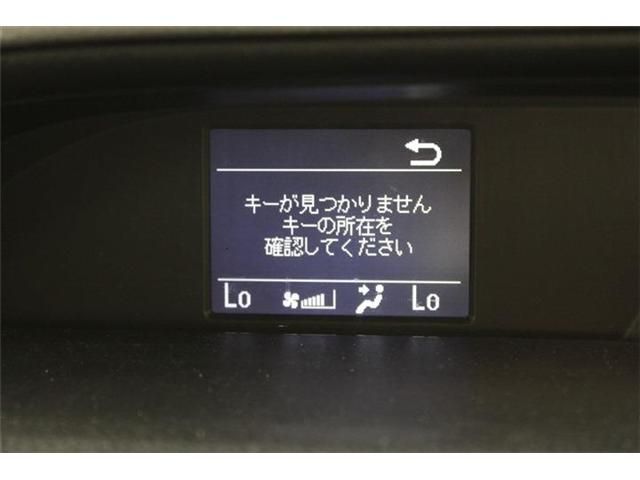 キーが見つかりません
キーの所在を
確認してください
Lo Lo